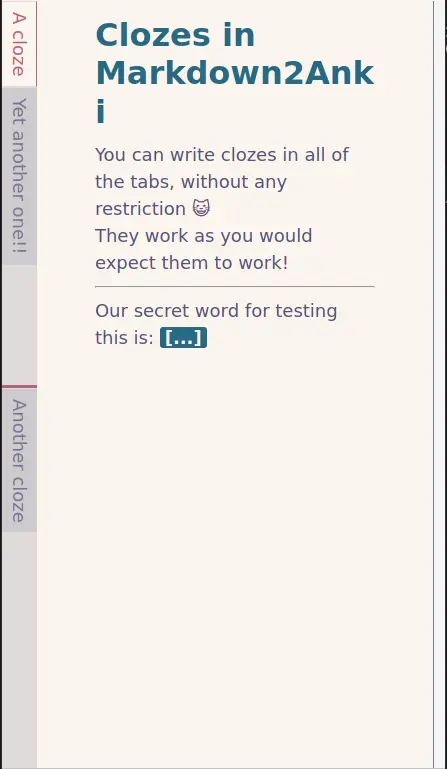 A cloze
Yet another one!!
Another cloze
Clozes in
Markdown2Ank
i
You can write clozes in all of
the tabs, without any
restriction 😺
They work as you would
expect them to work!
Our secret word for testing
this is: [...]